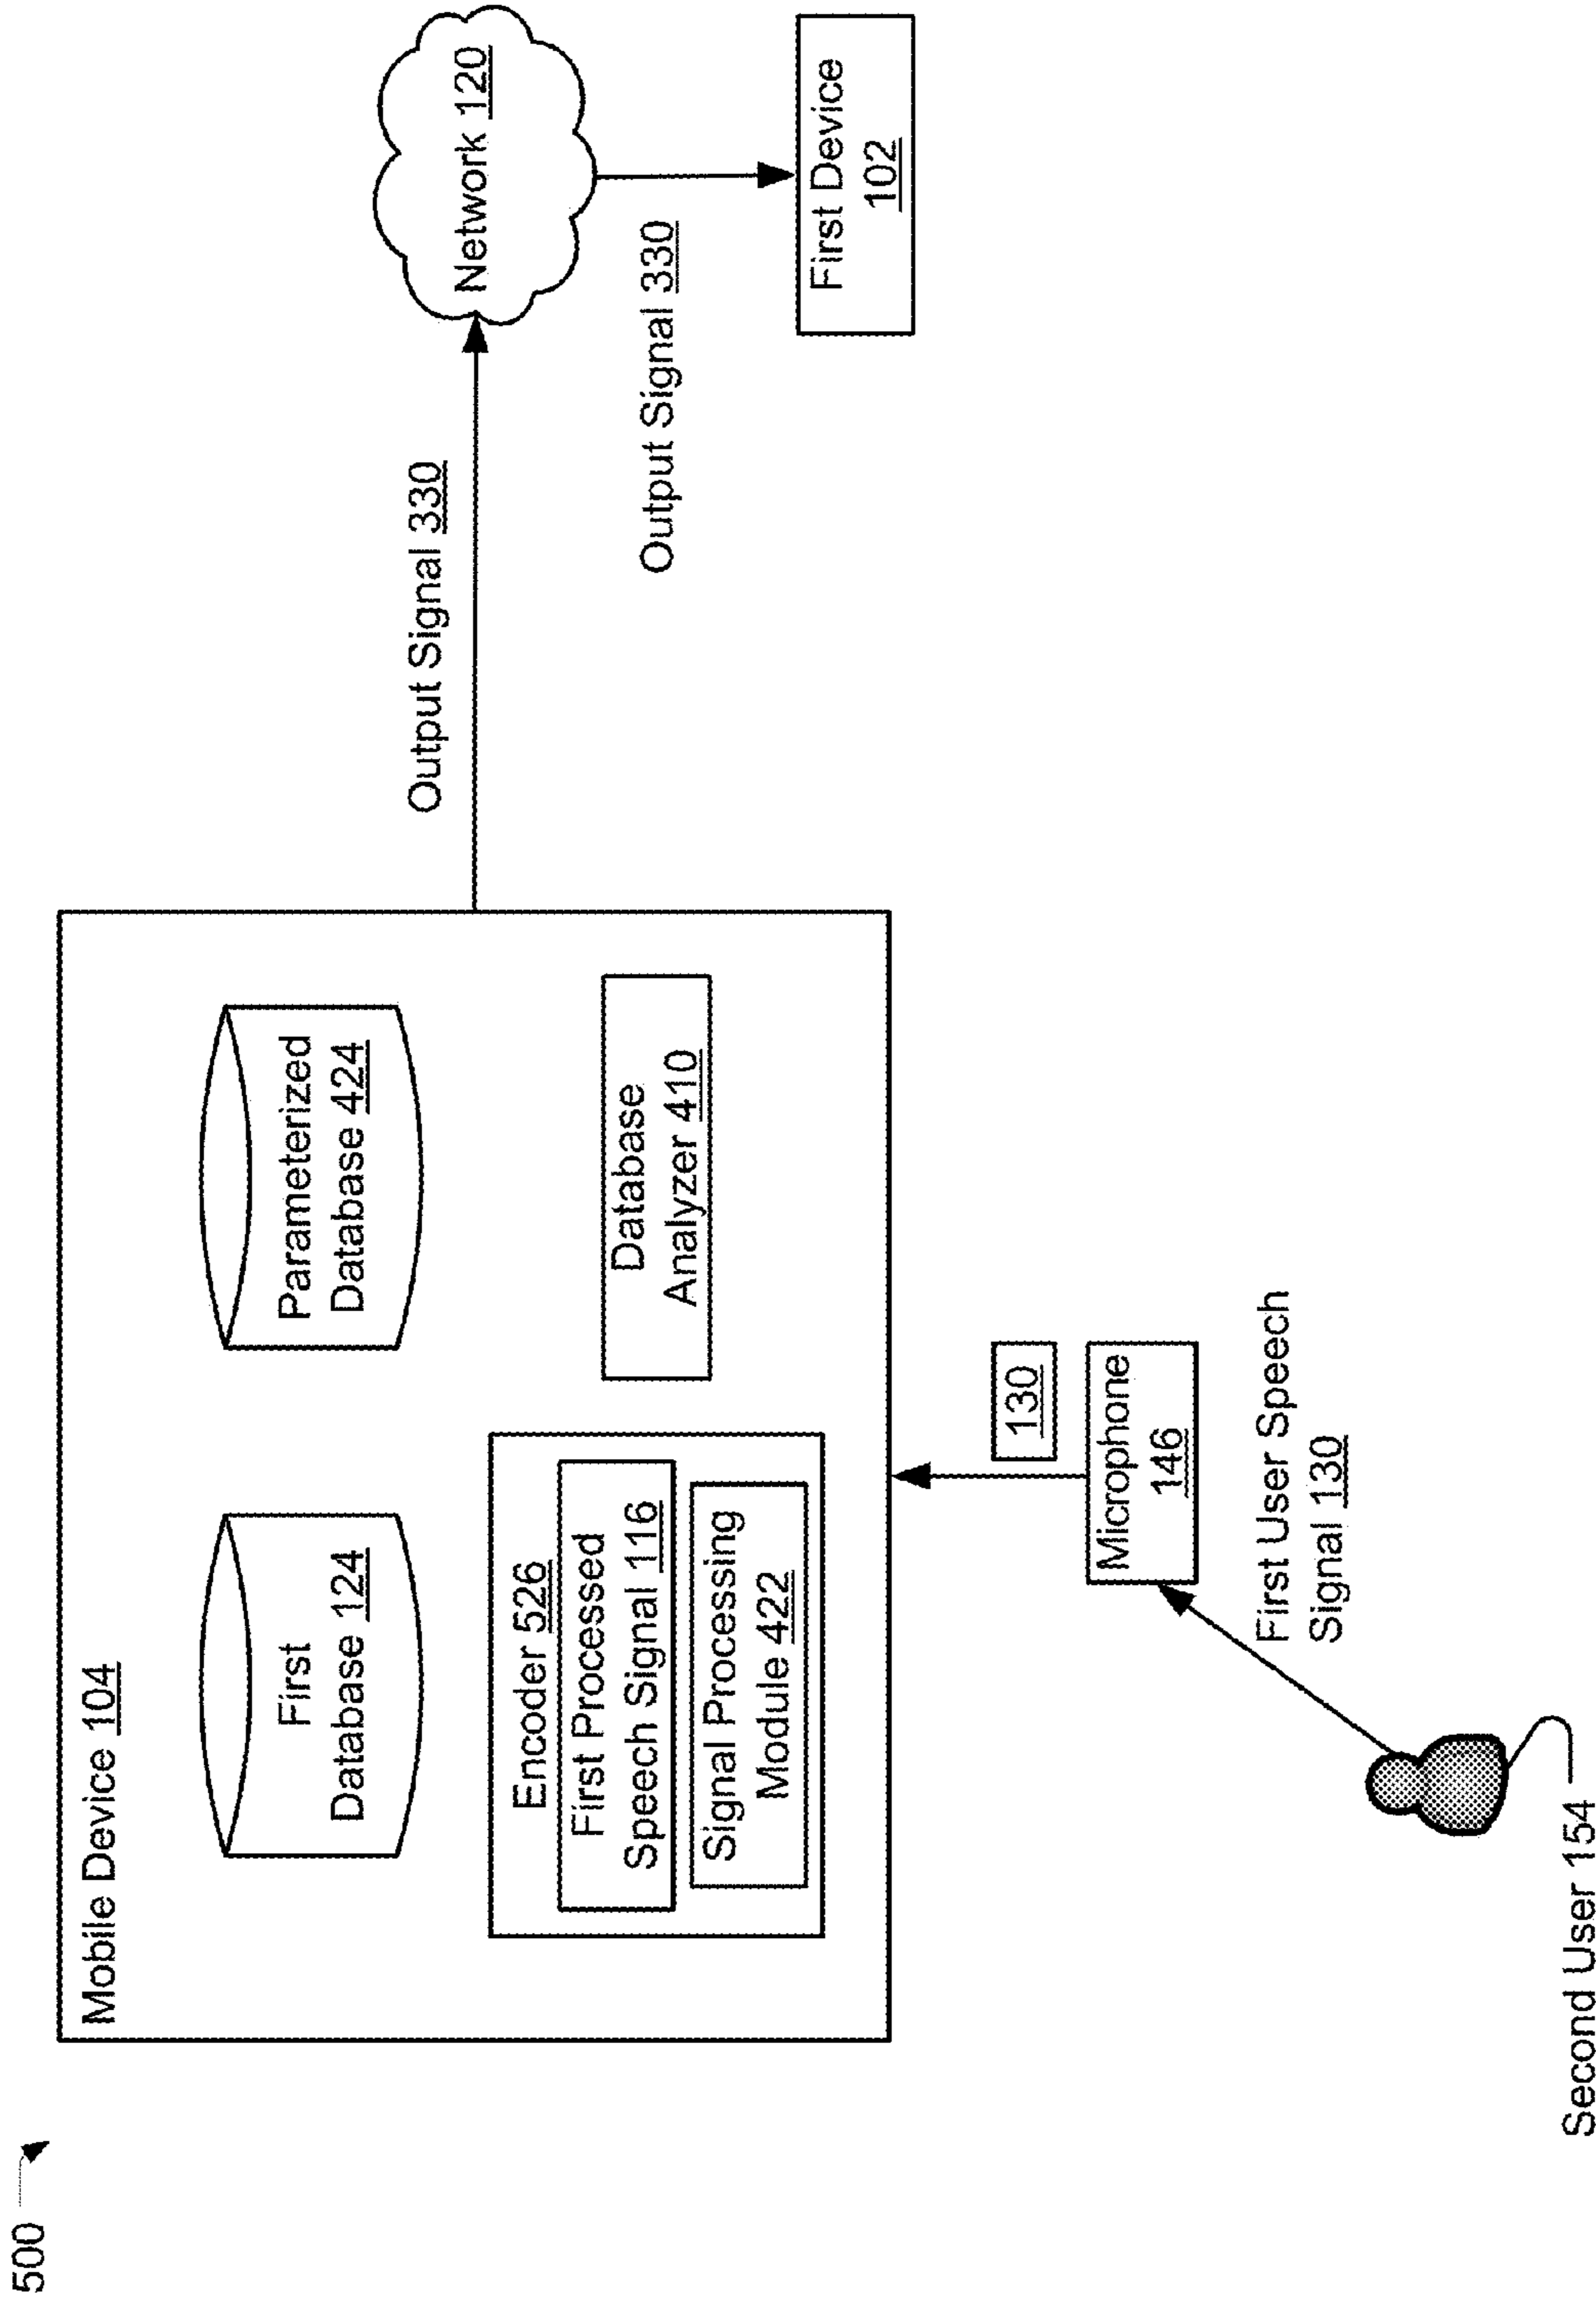 500
Mobile Device 104
First
Database 124
Parameterized
Database 424
Encoder 526
First Processed
Speech Signal 116
Signal Processing
Module 422
Database
Analyzer 410
Output Signal 330
Network 120
Output Signal 330
First Device
102
130
Microphone
146
First User Speech
Signal 130
Second User 154